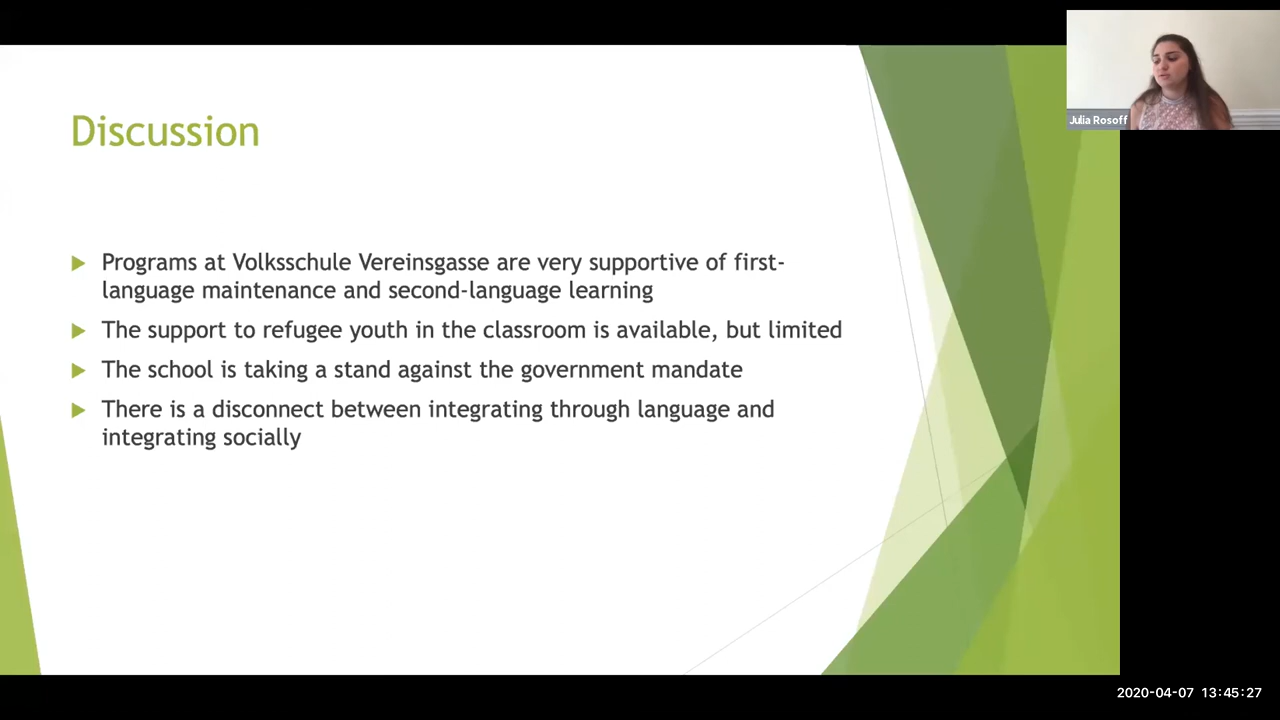 Julia Rosoff
Discussion
Programs at Volksschule Vereinsgasse are very supportive of first-
language maintenance and second-language learning
The support to refugee youth in the classroom is available, but limited
The school is taking a stand against the government mandate
There is a disconnect between integrating through language and
integrating socially
2020-04-07 13:45:27